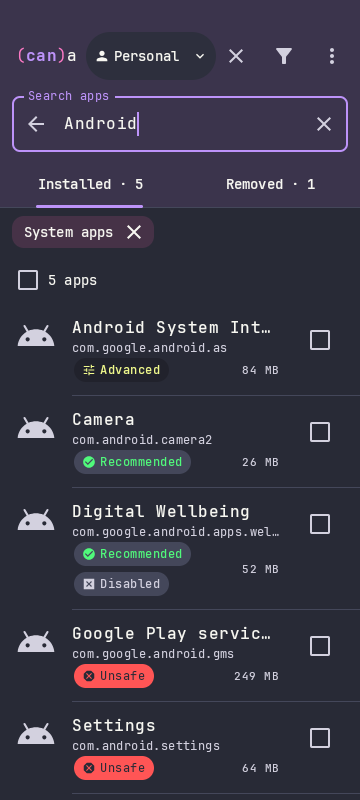 (can)a
Personal
Search apps
Android
Installed · 5
Removed · 1
System apps
5 apps
Android System Int…
com.google.android.as
Advanced
84 MB
Camera
com.android.camera2
Recommended
26 MB
Digital Wellbeing
com.google.android.apps.wel…
Recommended
52 MB
Disabled
Google Play servic…
com.google.android.gms
Unsafe
249 MB
Settings
com.android.settings
Unsafe
64 MB